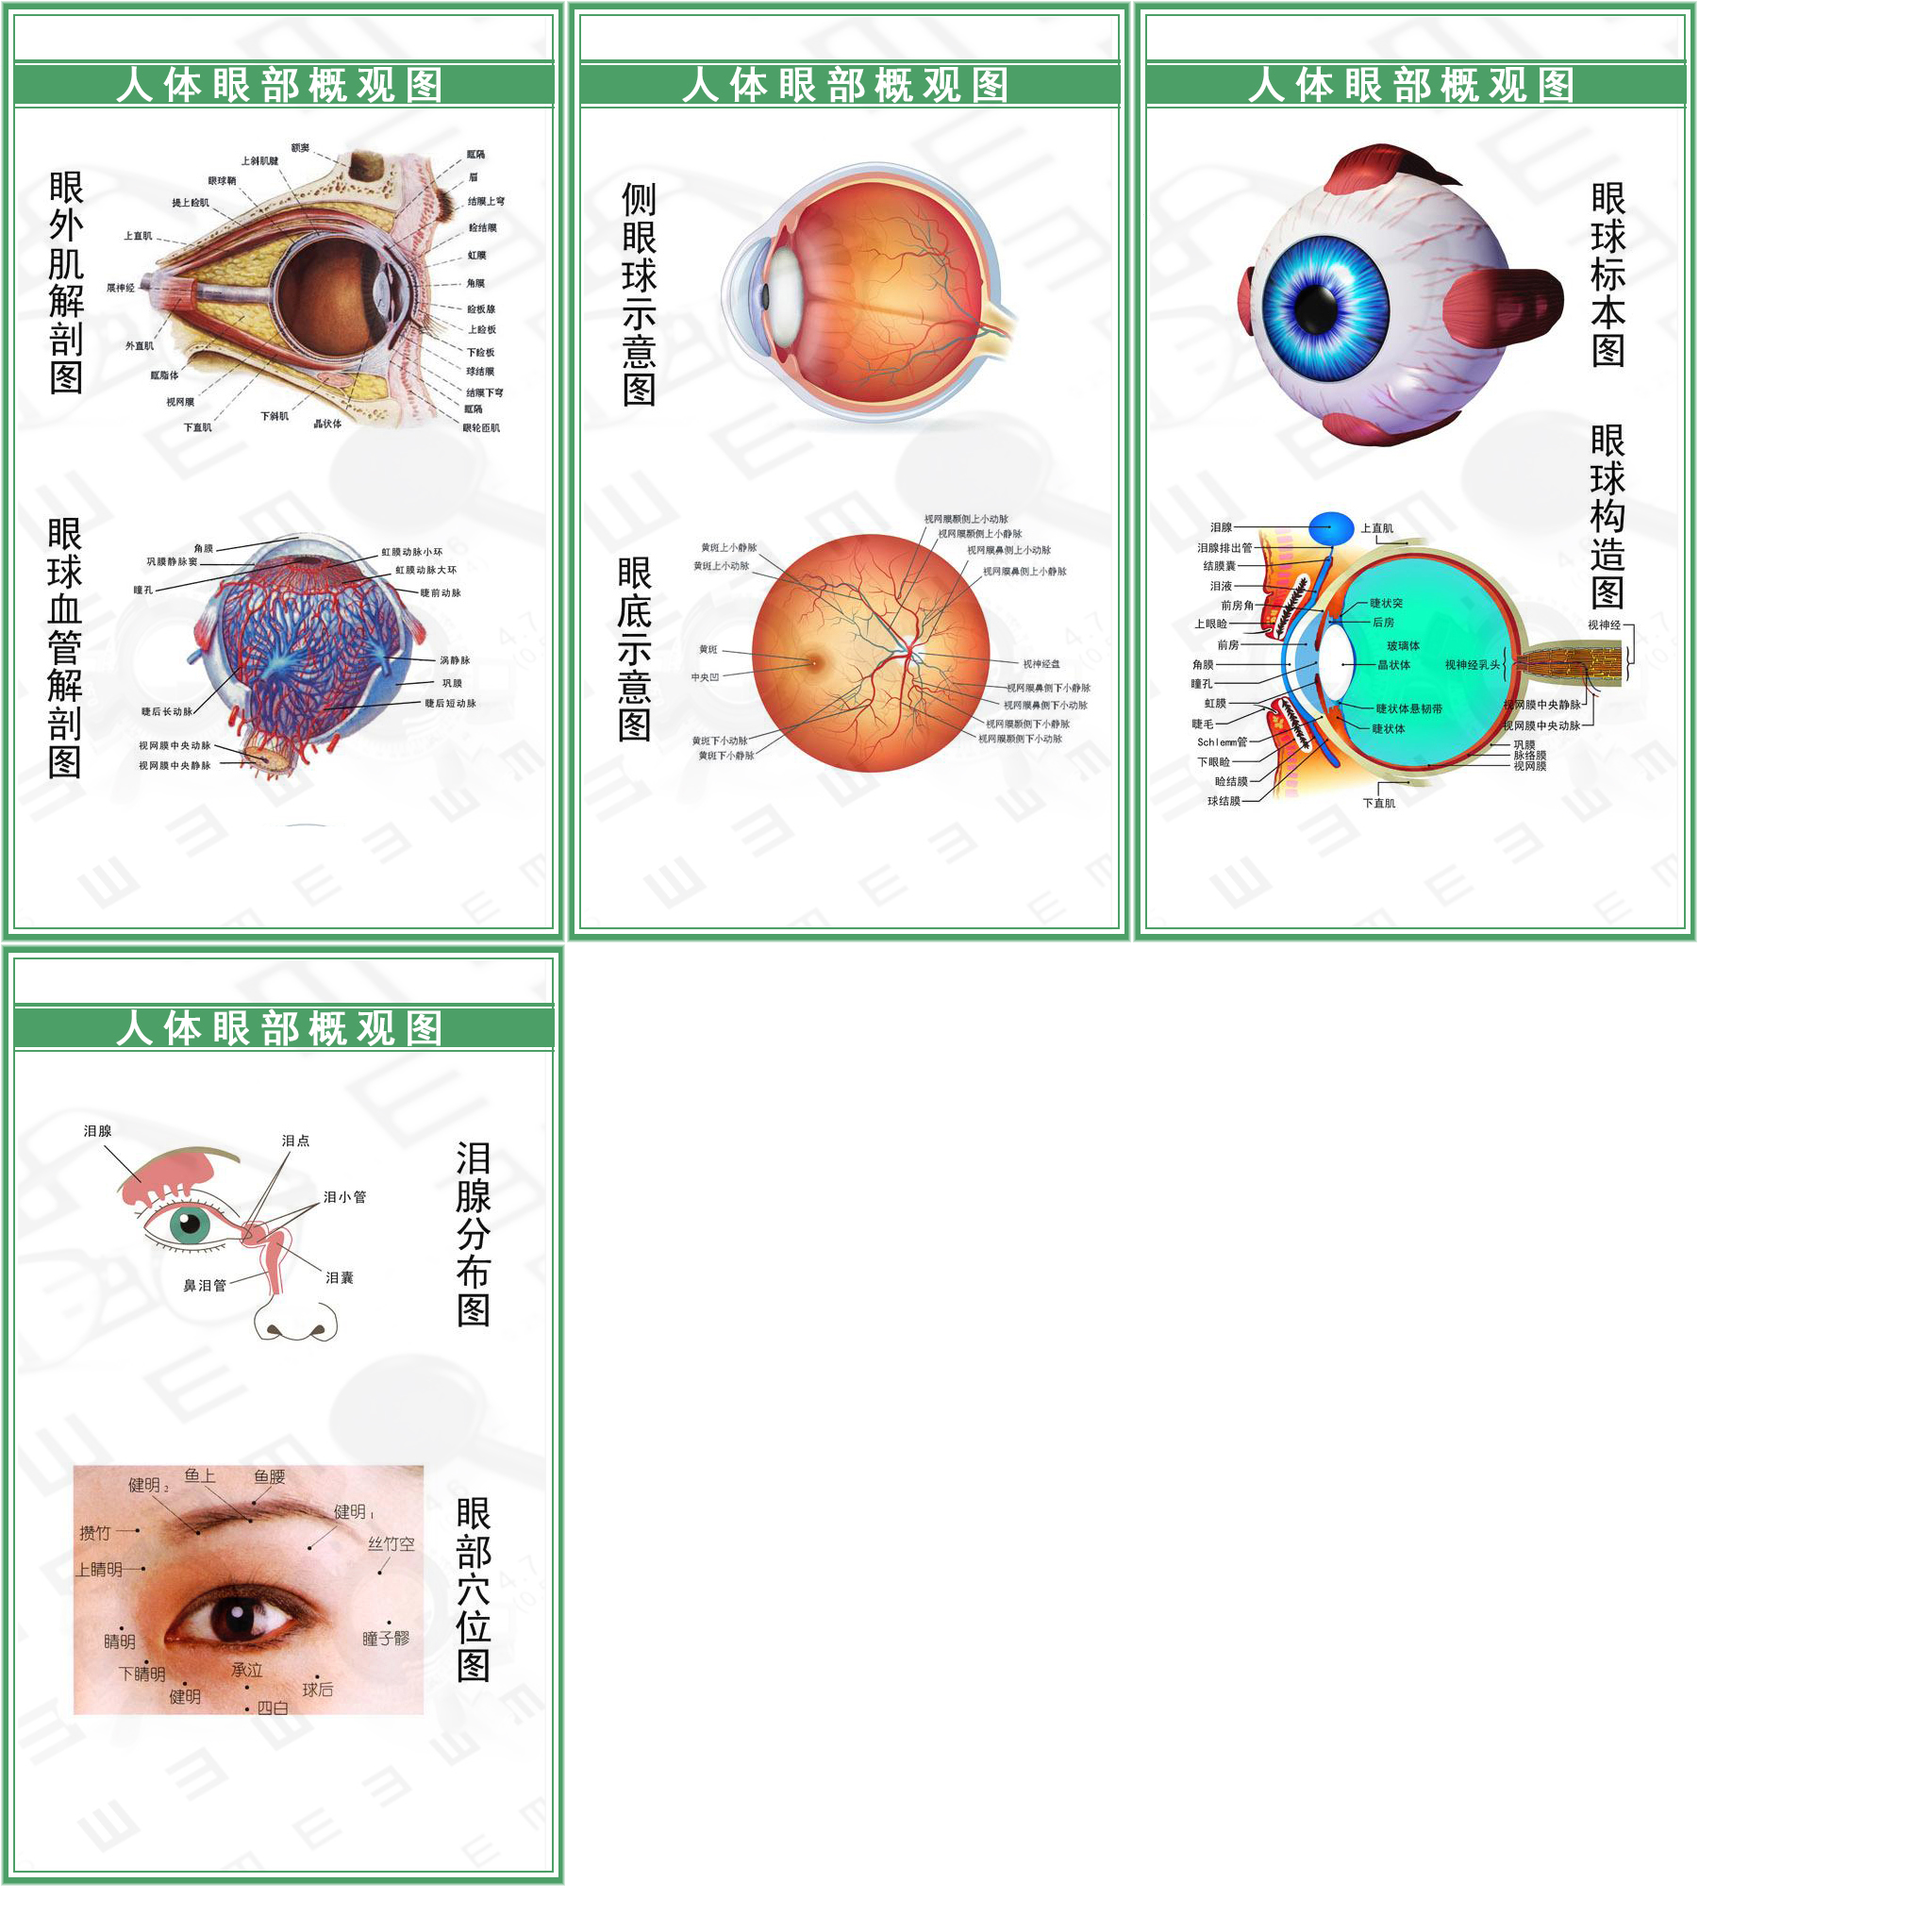 人体眼部概观图
眼外肌解剖图
额窦
上斜肌腱
眼球鞘
提上睑肌
上直肌
展神经
外直肌
眶脂体
视网膜
下直肌
下斜肌
晶状体
眶隔
眉
结膜上穹
睑结膜
虹膜
角膜
睑板腺
上睑板
下睑板
球结膜
结膜下穹
眶隔
眼轮匝肌
眼球血管解剖图
角膜
巩膜静脉窦
瞳孔
虹膜动脉小环
虹膜动脉大环
睫前动脉
涡静脉
巩膜
睫后短动脉
睫后长动脉
视网膜中央动脉
视网膜中央静脉
人体眼部概观图
侧眼球示意图
眼底示意图
视网膜颞侧上小动脉
视网膜颞侧上小静脉
视网膜鼻侧上小动脉
视网膜鼻侧上小静脉
黄斑上小静脉
黄斑上小动脉
黄斑
中央凹
黄斑下小动脉
黄斑下小静脉
视神经盘
视网膜鼻侧下小静脉
视网膜鼻侧下小动脉
视网膜颞侧下小静脉
视网膜颞侧下小动脉
人体眼部概观图
眼球标本图
眼球构造图
泪腺
泪腺排出管
结膜囊
泪液
前房角
上眼睑
前房
角膜
瞳孔
虹膜
睫毛
Schlemm管
下眼睑
睑结膜
球结膜
上直肌
睫状突
后房
玻璃体
晶状体
视神经乳头
睫状体悬韧带
睫状体
下直肌
视神经
视网膜中央静脉
视网膜中央动脉
巩膜
脉络膜
视网膜
人体眼部概观图
泪腺分布图
泪腺
泪点
泪小管
泪囊
鼻泪管
眼部穴位图
健明2
鱼上
鱼腰
健明1
攒竹
丝竹空
上睛明
睛明
瞳子髎
下睛明
承泣
健明
球后
四白